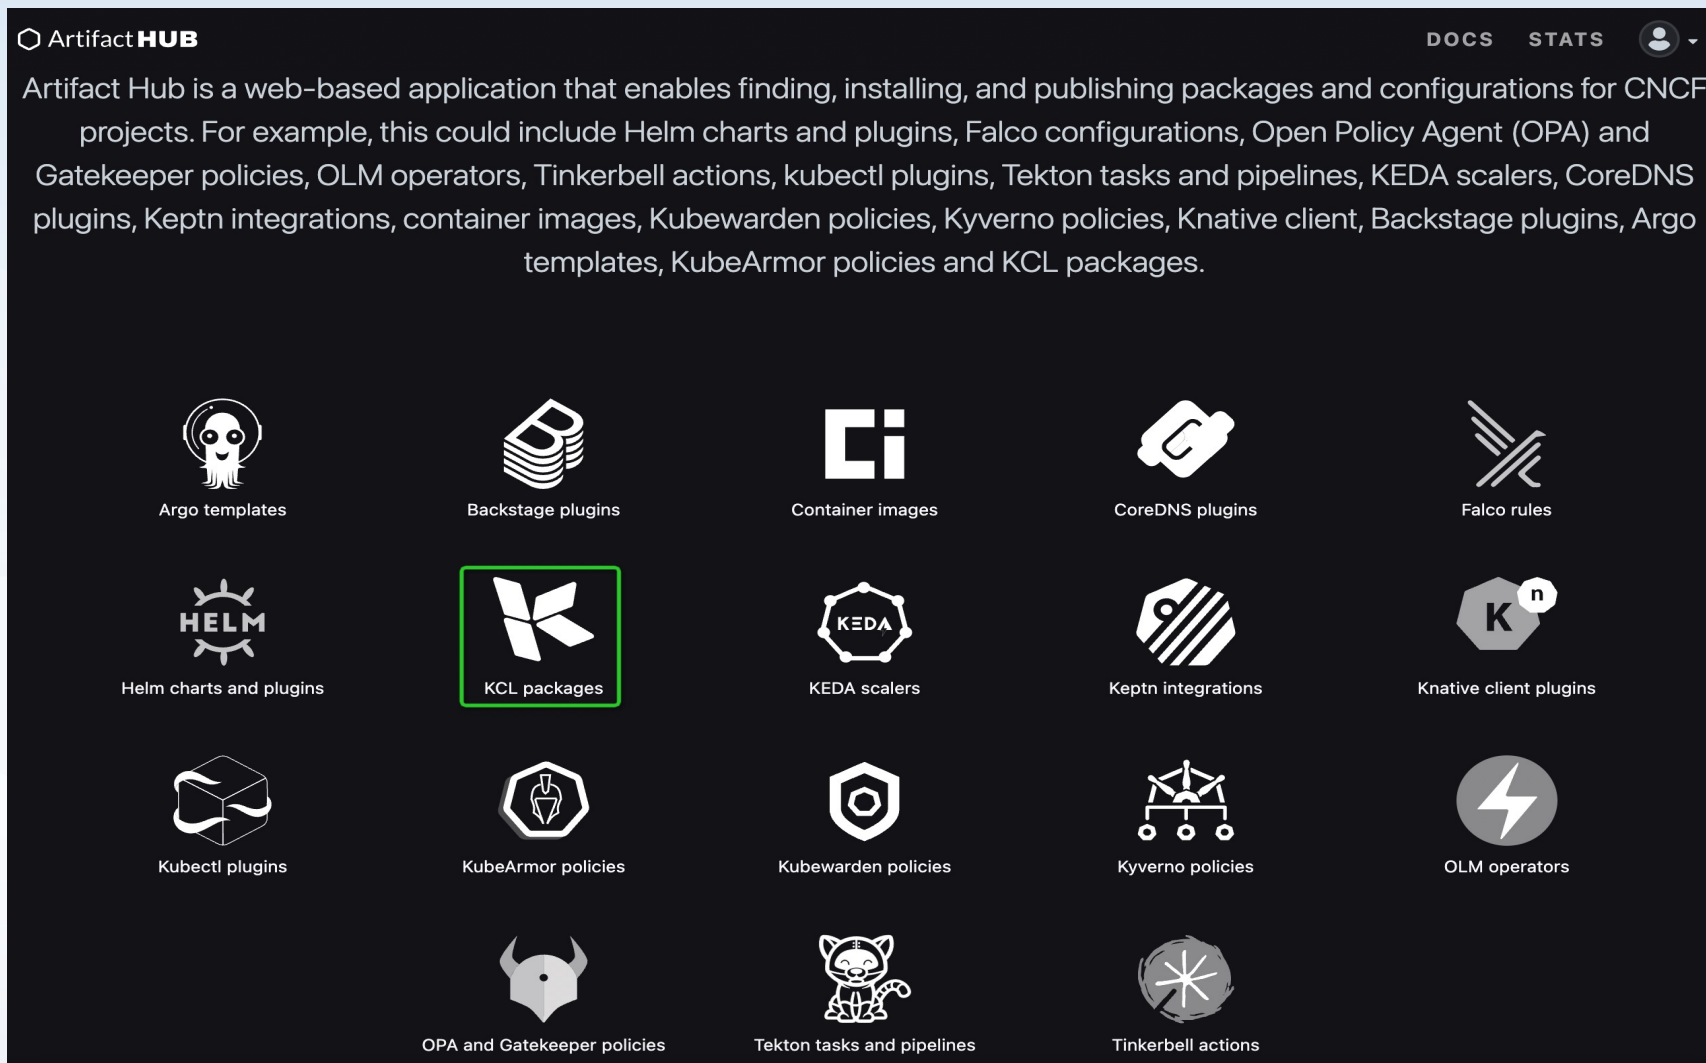 Artifact HUB
DOCS STATS
Artifact Hub is a web-based application that enables finding, installing, and publishing packages and configurations for CNCF
projects. For example, this could include Helm charts and plugins, Falco configurations, Open Policy Agent (OPA) and
Gatekeeper policies, OLM operators, Tinkerbell actions, kubectl plugins, Tekton tasks and pipelines, KEDA scalers, CoreDNS
plugins, Keptn integrations, container images, Kubewarden policies, Kyverno policies, Knative client, Backstage plugins, Argo
templates, KubeArmor policies and KCL packages.
Argo templates
Backstage plugins
Container images
CoreDNS plugins
Falco rules
HELM
Helm charts and plugins
KCL packages
KEDA
KEDA scalers
Keptn integrations
K n
Knative client plugins
Kubectl plugins
KubeArmor policies
Kubewarden policies
Kyverno policies
OLM operators
OPA and Gatekeeper policies
Tekton tasks and pipelines
Tinkerbell actions